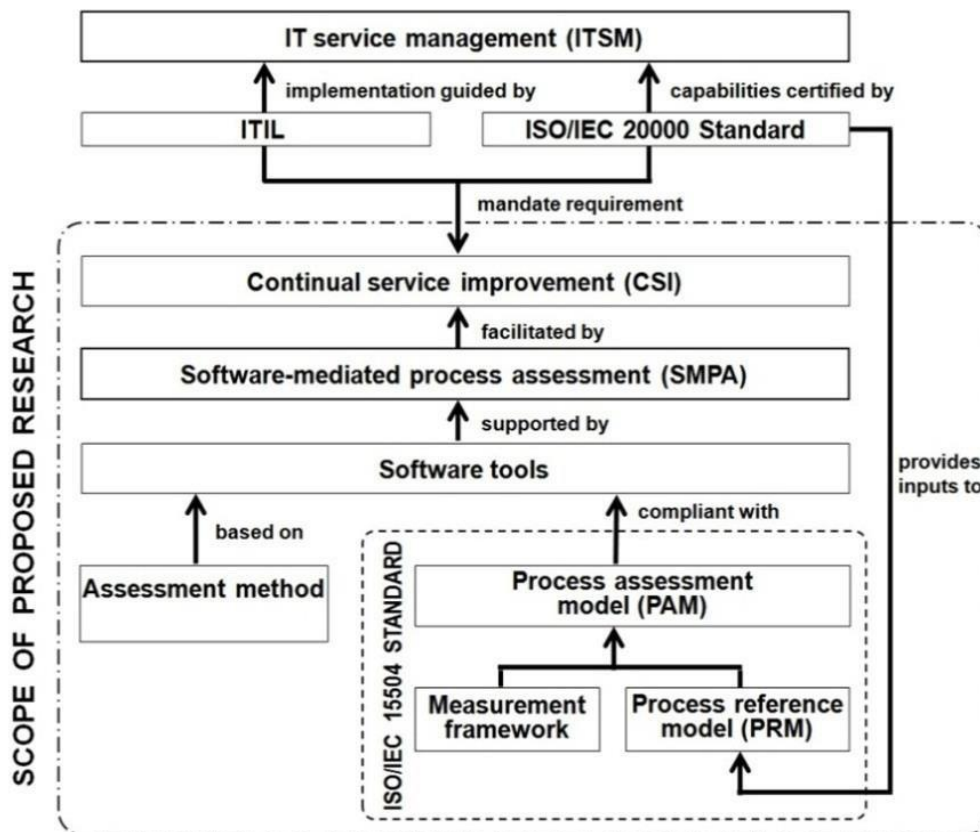 IT service management (ITSM)
implementation guided by
capabilities certified by
ITIL
ISO/IEC 20000 Standard
mandate requirement
SCOPE OF PROPOSED RESEARCH
Continual service improvement (CSI)
facilitated by
Software-mediated process assessment (SMPA)
supported by
Software tools
provides
inputs to
based on
compliant with
Assessment method
ISO/IEC 15504 STANDARD
Process assessment
model (PAM)
Measurement
framework
Process reference
model (PRM)